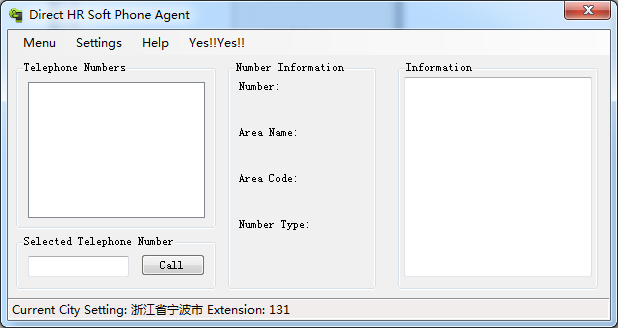 Direct HR Soft Phone Agent
Menu Settings Help Yes!!Yes!!
Telephone Numbers
Number Information
Number:
Area Name:
Area Code:
Number Type:
Information
Selected Telephone Number
Call
Current City Setting: 浙江省宁波市 Extension: 131